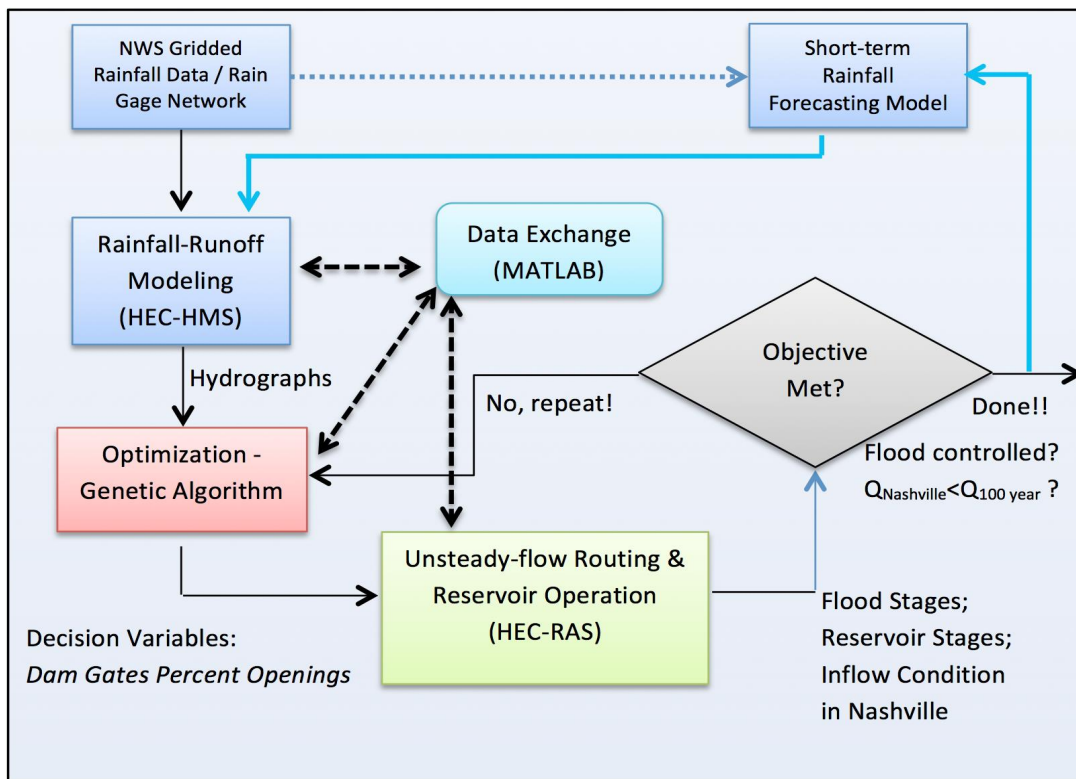 NWS Gridded
Rainfall Data / Rain
Gage Network
Short-term
Rainfall
Forecasting Model
Rainfall-Runoff
Modeling
(HEC-HMS)
Data Exchange
(MATLAB)
Objective
Met?
Hydrographs
No, repeat!
Done!!
Optimization -
Genetic Algorithm
Flood controlled?
QNashville<Q100 year ?
Unsteady-flow Routing &
Reservoir Operation
(HEC-RAS)
Decision Variables:
Dam Gates Percent Openings
Flood Stages;
Reservoir Stages;
Inflow Condition
in Nashville